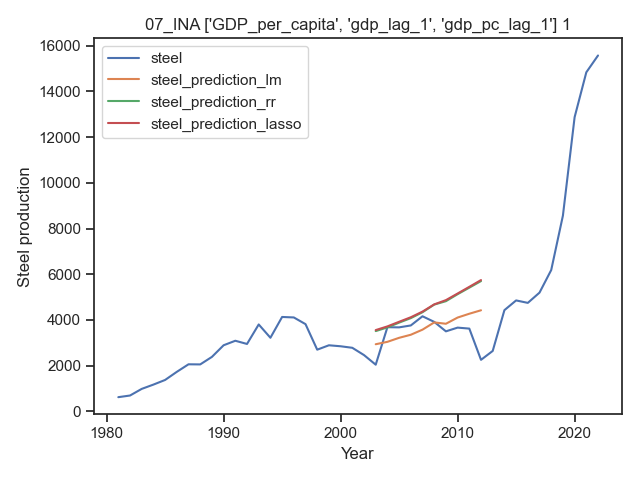 07_INA ['GDP_per_capita', 'gdp_lag_1', 'gdp_pc_lag_1'] 1
16000
14000
12000
10000
8000
6000
4000
2000
0
Steel production
steel
steel_prediction_lm
steel_prediction_rr
steel_prediction_lasso
1980 1990 2000 2010 2020
Year